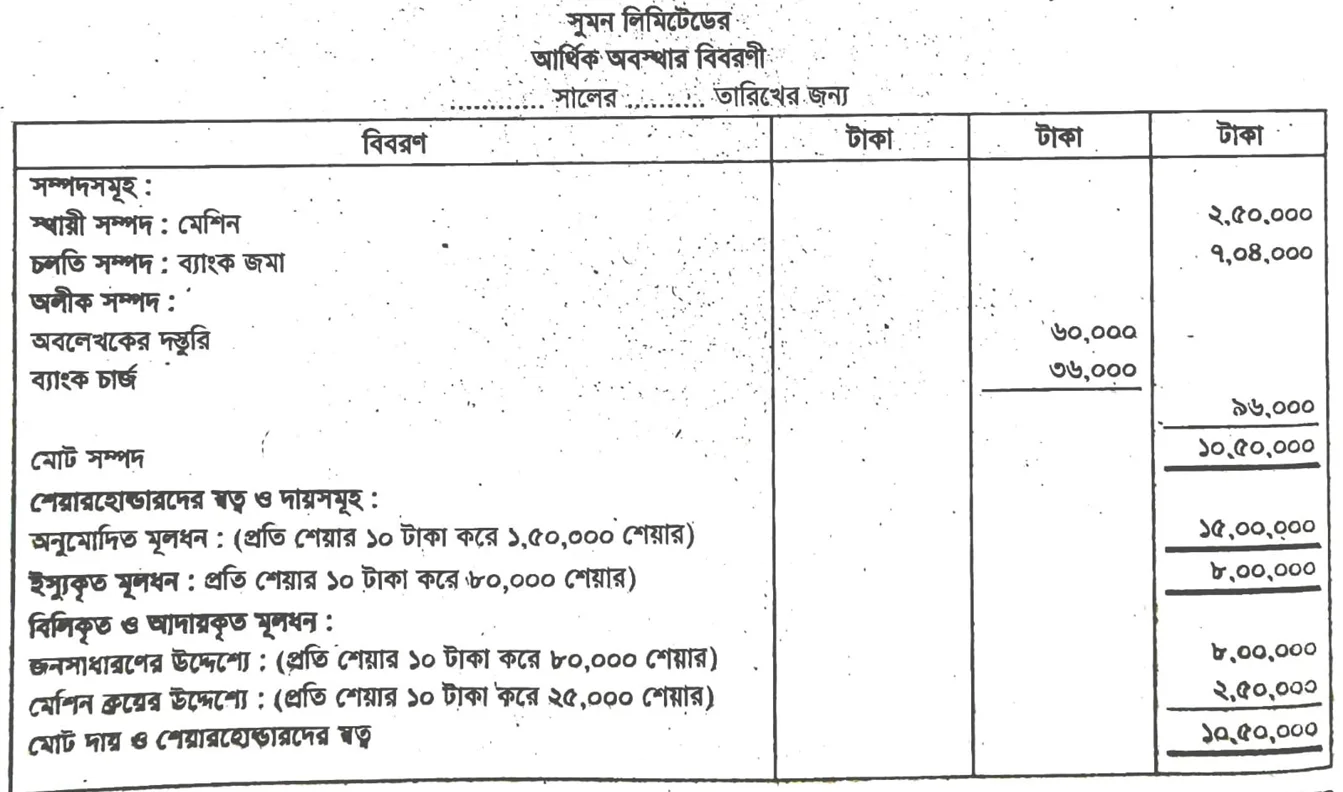 সুমন লিমিটেডের
আর্থিক অবস্থার বিবরণী
............ সালের .......... তারিখের জন্য
বিবরণ টাকা টাকা টাকা
সম্পদসমূহ :
স্থায়ী সম্পদ : মেশিন ২,৫০,০০০
চলতি সম্পদ : ব্যাংক জমা ৭,০৪,০০০
অলীক সম্পদ :
অবলেখকের দস্তুরি ৬০,০০০
ব্যাংক চার্জ ৩৬,০০০
৯৬,০০০
মোট সম্পদ ১০,৫০,০০০
শেয়ারহোল্ডারদের স্বত্ব ও দায়সমূহ :
অনুমোদিত মূলধন : (প্রতি শেয়ার ১০ টাকা করে ১,৫০,০০০ শেয়ার) ১৫,০০,০০০
ইস্যুকৃত মূলধন : প্রতি শেয়ার ১০ টাকা করে ৮০,০০০ শেয়ার) ৮,০০,০০০
বিলিকৃত ও আদায়কৃত মূলধন :
জনসাধারণের উদ্দেশ্যে : (প্রতি শেয়ার ১০ টাকা করে ৮০,০০০ শেয়ার) ৮,০০,০০০
মেশিন ক্রয়ের উদ্দেশ্যে : (প্রতি শেয়ার ১০ টাকা করে ২৫,০০০ শেয়ার) ২,৫০,০০০
মোট দায় ও শেয়ারহোল্ডারদের স্বত্ব ১০,৫০,০০০